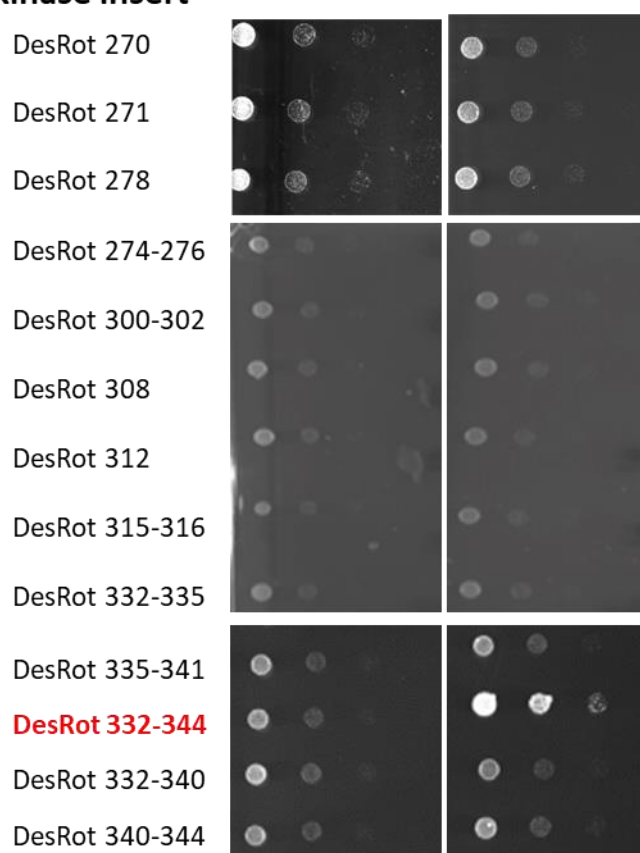 kinase insert
DesRot 270
DesRot 271
DesRot 278
DesRot 274-276
DesRot 300-302
DesRot 308
DesRot 312
DesRot 315-316
DesRot 332-335
DesRot 335-341
DesRot 332-344
DesRot 332-340
DesRot 340-344